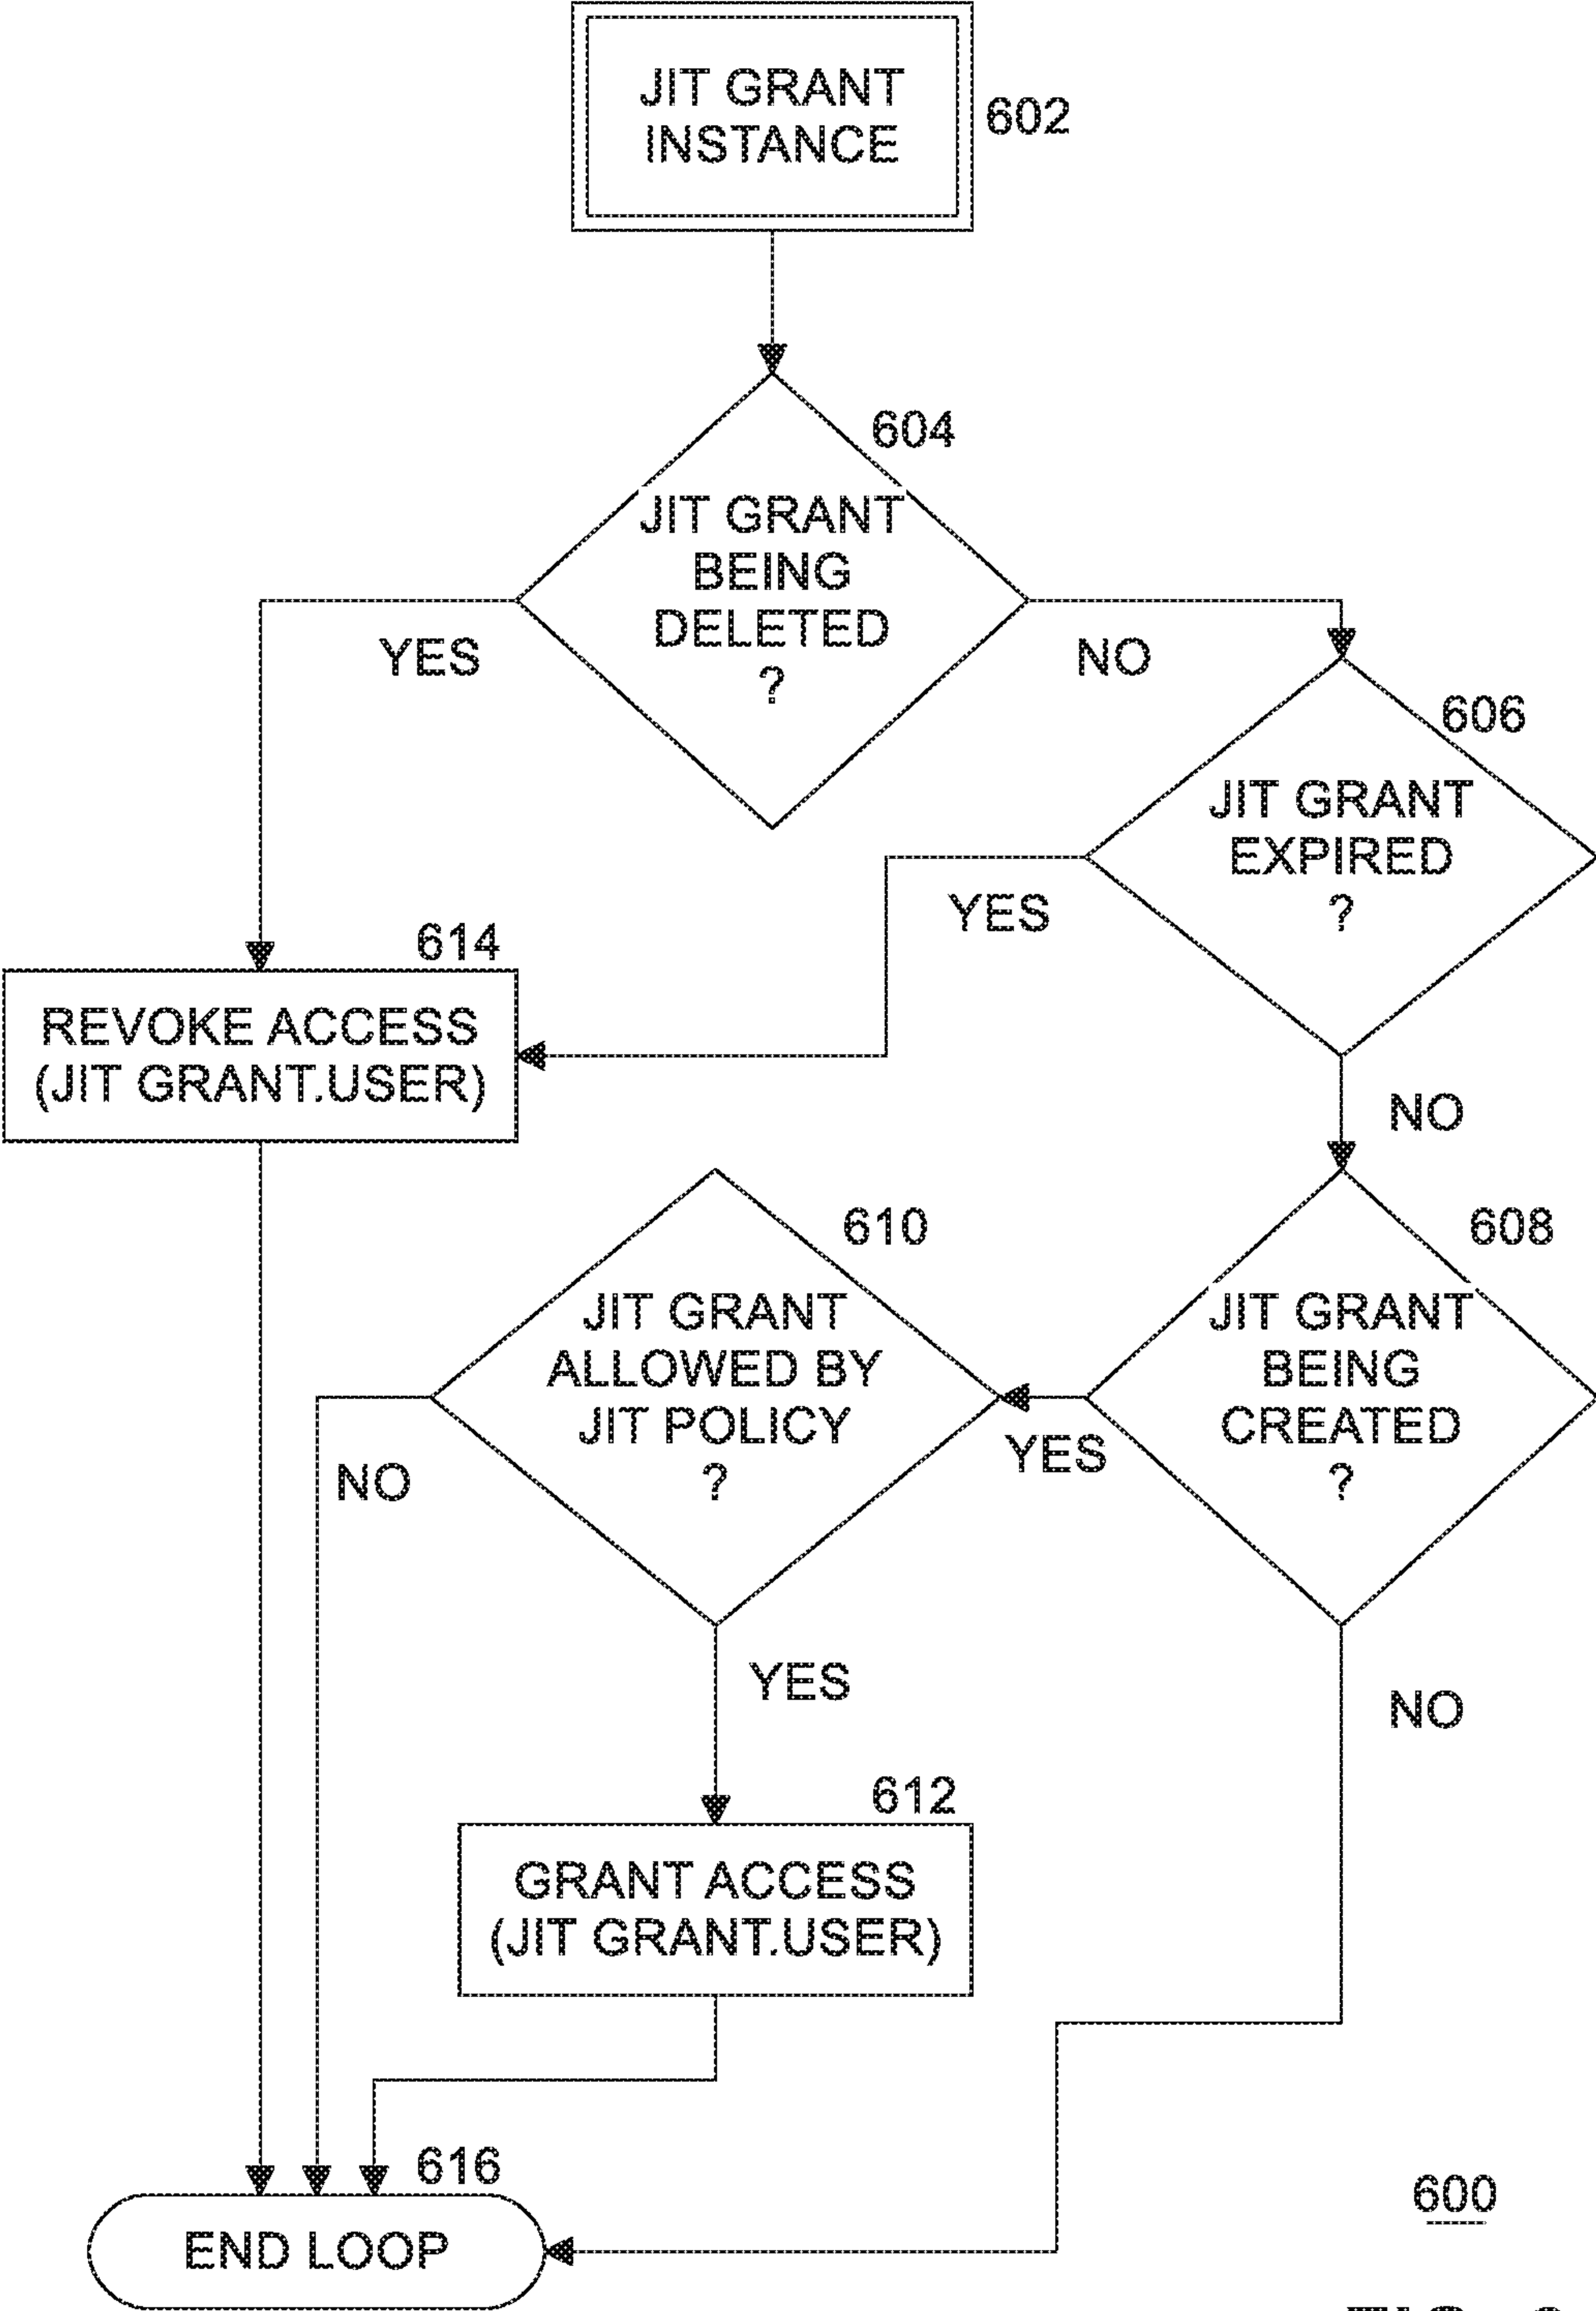 JIT GRANT
INSTANCE
602
604
JIT GRANT
BEING
DELETED
?
YES
NO
606
JIT GRANT
EXPIRED
?
YES
NO
614
REVOKE ACCESS
(JIT GRANT.USER)
610
JIT GRANT
ALLOWED BY
JIT POLICY
?
NO
YES
608
JIT GRANT
BEING
CREATED
?
YES
NO
612
GRANT ACCESS
(JIT GRANT.USER)
616
END LOOP
600